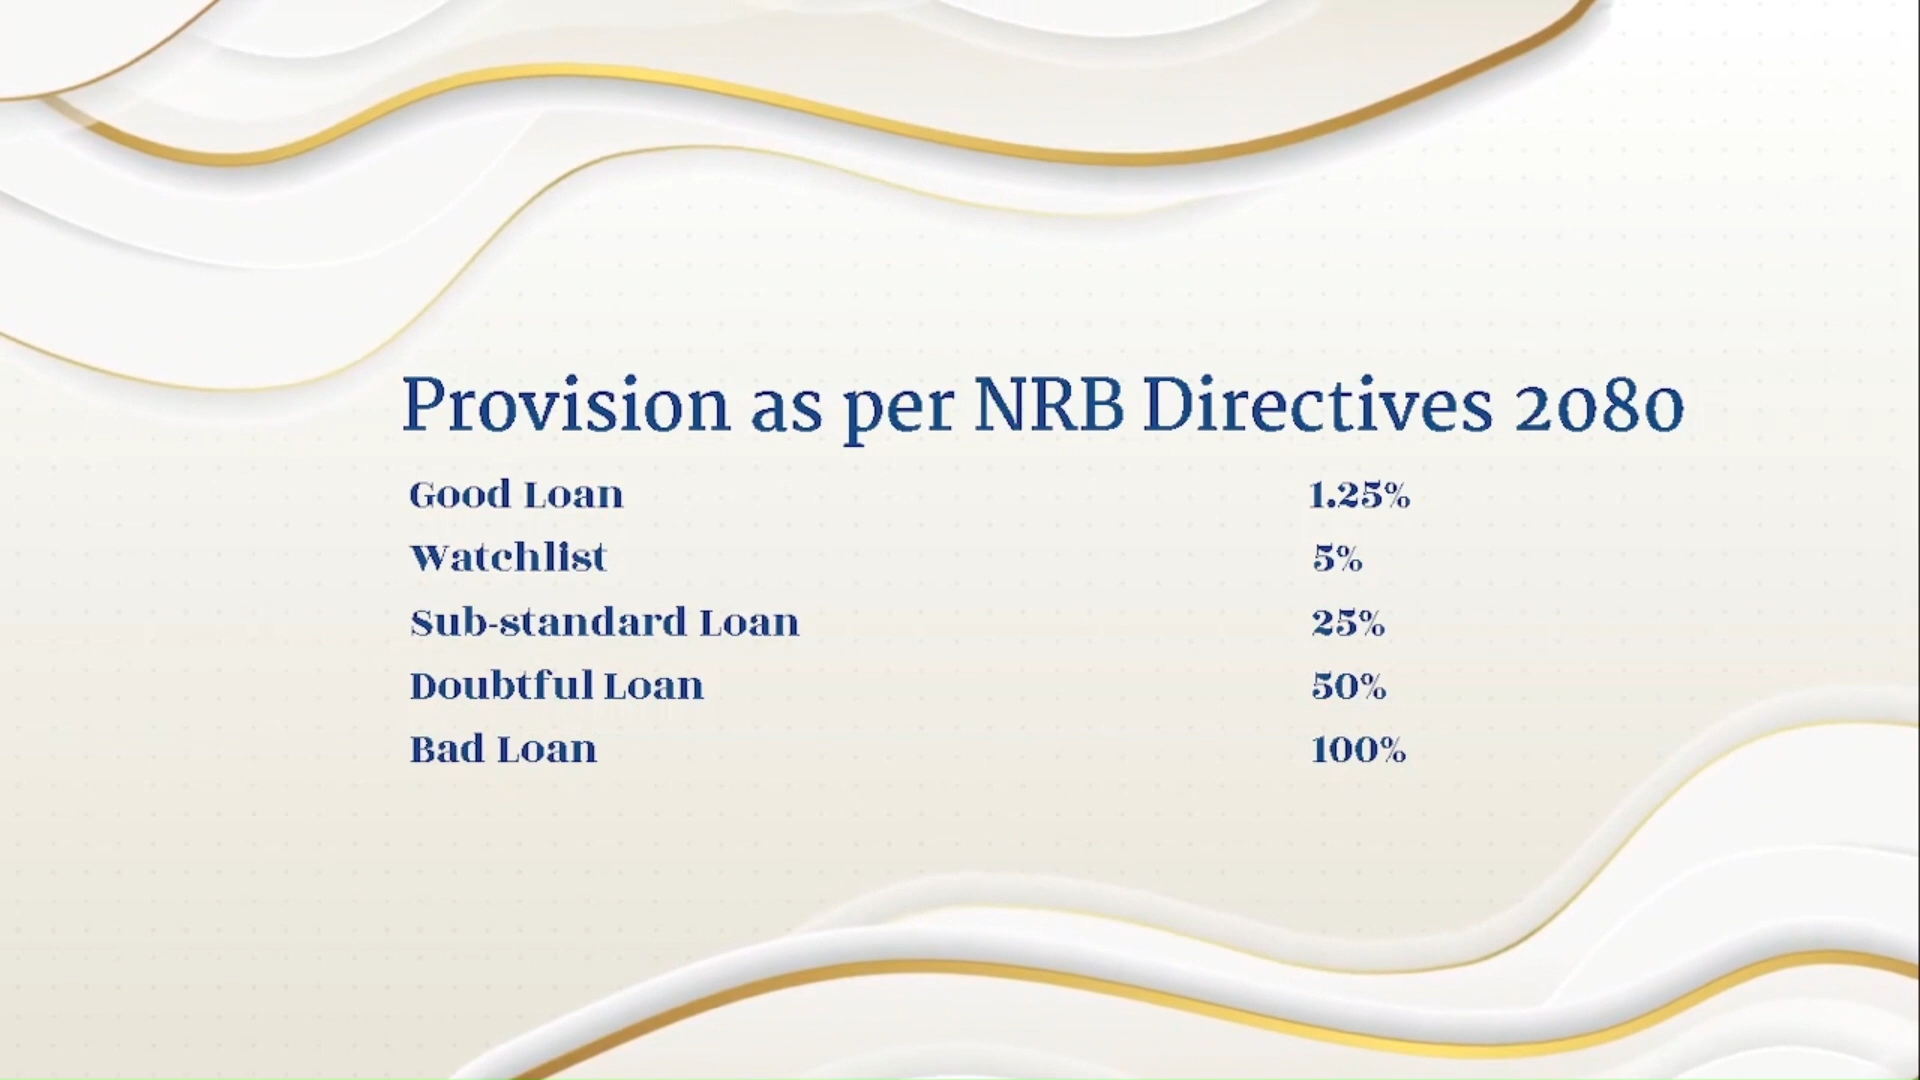 Provision as per NRB Directives 2080
Good Loan 1.25%
Watchlist 5%
Sub-standard Loan 25%
Doubtful Loan 50%
Bad Loan 100%